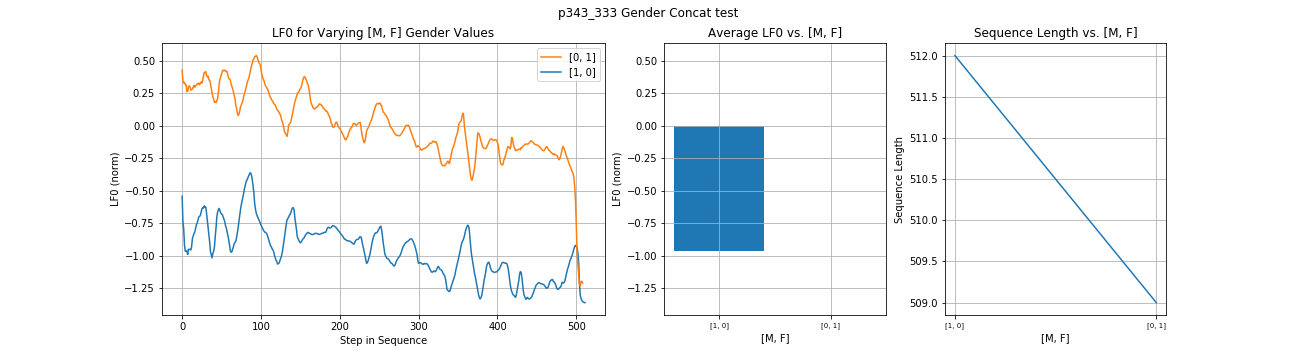 p343_333 Gender Concat test
LF0 for Varying [M, F] Gender Values
[0, 1]
[1, 0]
0.50
0.25
0.00
−0.25
−0.50
−0.75
−1.00
−1.25
LF0 (norm)
0 100 200 300 400 500
Step in Sequence
Average LF0 vs. [M, F]
0.50
0.25
0.00
−0.25
−0.50
−0.75
−1.00
−1.25
LF0 (norm)
[1, 0] [0, 1]
[M, F]
Sequence Length vs. [M, F]
512.0
511.5
511.0
510.5
510.0
509.5
509.0
Sequence Length
[1, 0] [0, 1]
[M, F]